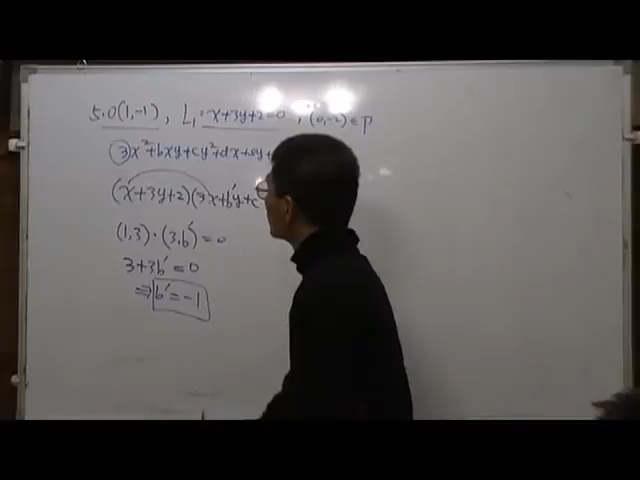 5. O(1,-1), L₁: x+3y+2=0, (0,-2)∈P
3x²+bxy+cy²+dx+ey+
(x+3y+2)(3x+b'y+c
(1,3)·(3,b')=0
3+3b'=0
⇒b'=-1